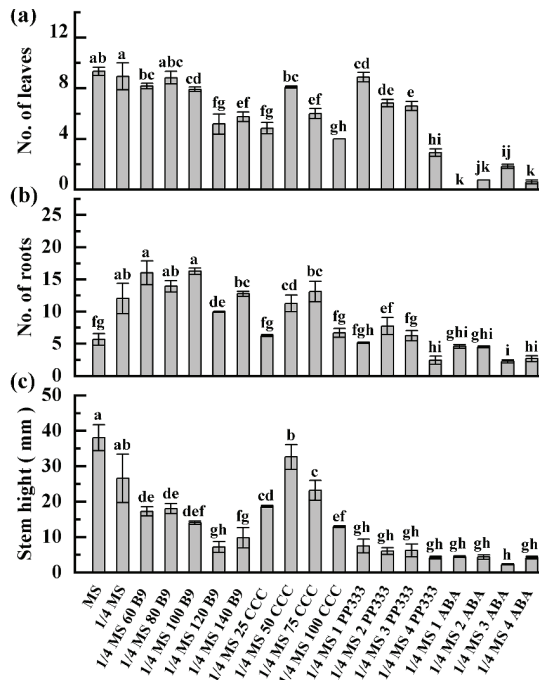 (a)
No. of leaves
12
8
4
0
ab a bc abc cd fg ef fg bc ef gh cd de e hi k jk ij k
(b)
No. of roots
25
20
15
10
5
0
fg ab a ab a de bc fg cd bc fg fgh ef fg hi ghi ghi i hi
(c)
Stem hight ( mm )
50
40
30
20
10
0
a ab de de def gh fg cd b c ef gh gh gh gh gh gh h gh
MS
1/4 MS
1/4 MS 60 B9
1/4 MS 80 B9
1/4 MS 100 B9
1/4 MS 120 B9
1/4 MS 140 B9
1/4 MS 25 CCC
1/4 MS 50 CCC
1/4 MS 75 CCC
1/4 MS 100 CCC
1/4 MS 1 PP333
1/4 MS 2 PP333
1/4 MS 3 PP333
1/4 MS 4 PP333
1/4 MS 1 ABA
1/4 MS 2 ABA
1/4 MS 3 ABA
1/4 MS 4 ABA